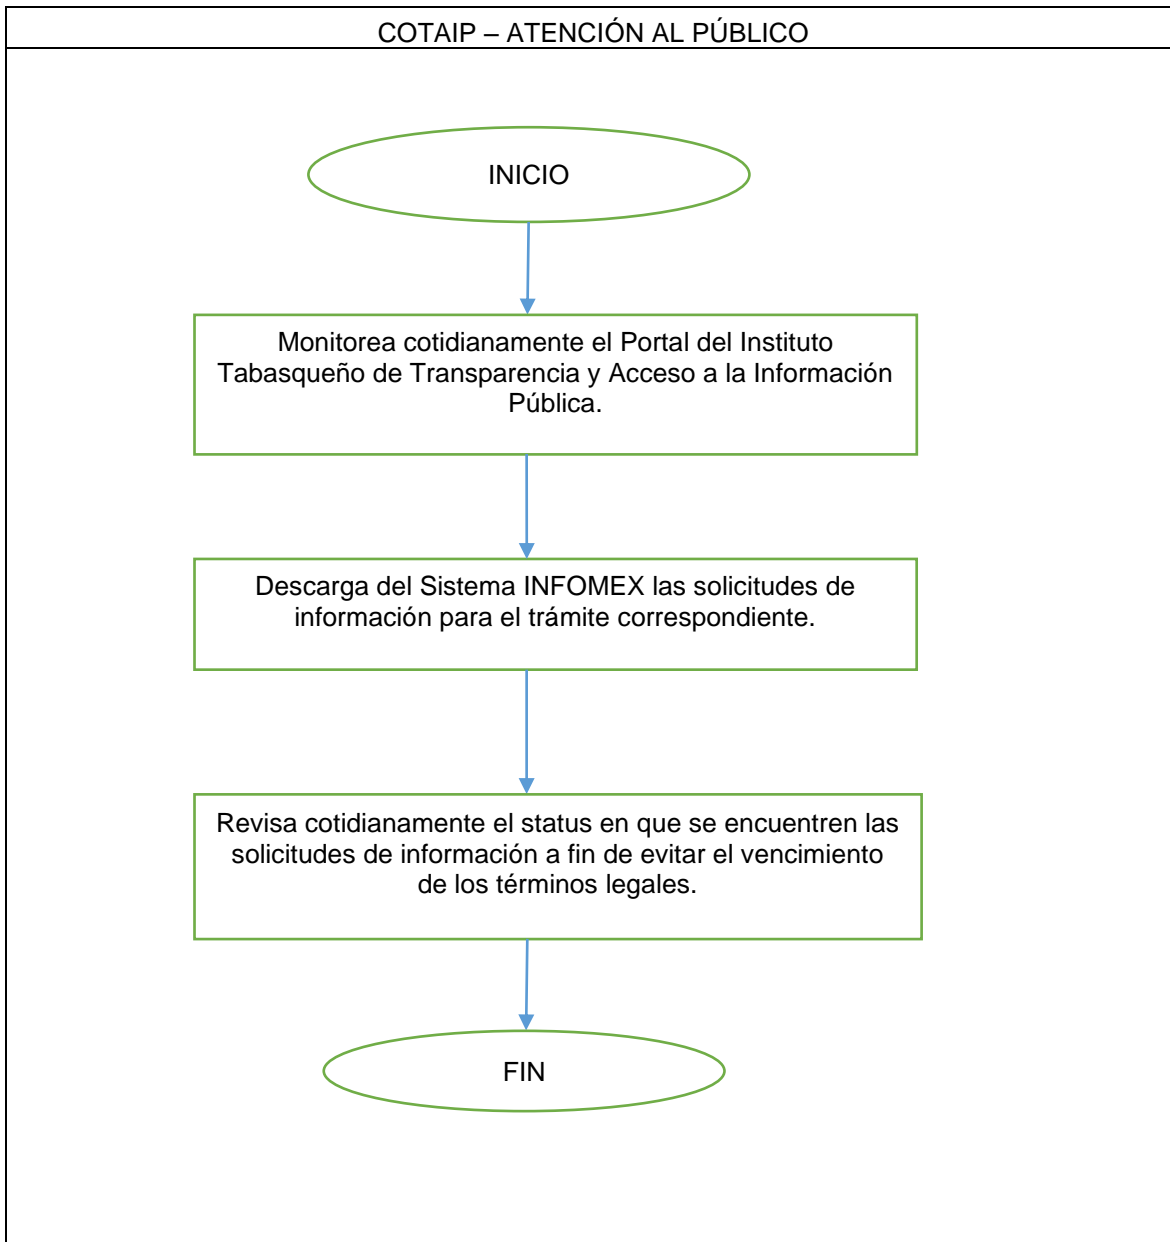 COTAIP – ATENCIÓN AL PÚBLICO
INICIO
Monitorea cotidianamente el Portal del Instituto
Tabasqueño de Transparencia y Acceso a la Información
Pública.
Descarga del Sistema INFOMEX las solicitudes de
información para el trámite correspondiente.
Revisa cotidianamente el status en que se encuentren las
solicitudes de información a fin de evitar el vencimiento
de los términos legales.
FIN